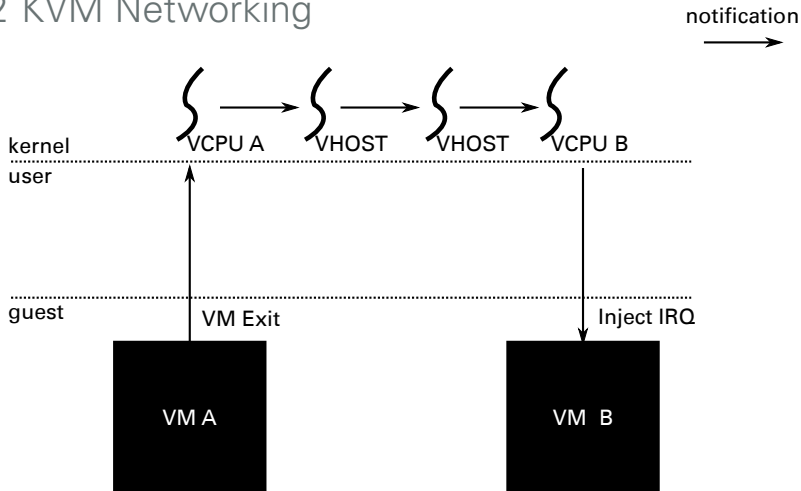 2 KVM Networking
notification
VCPU A
VHOST
VHOST
VCPU B
kernel
user
guest
VM Exit
Inject IRQ
VM A
VM B